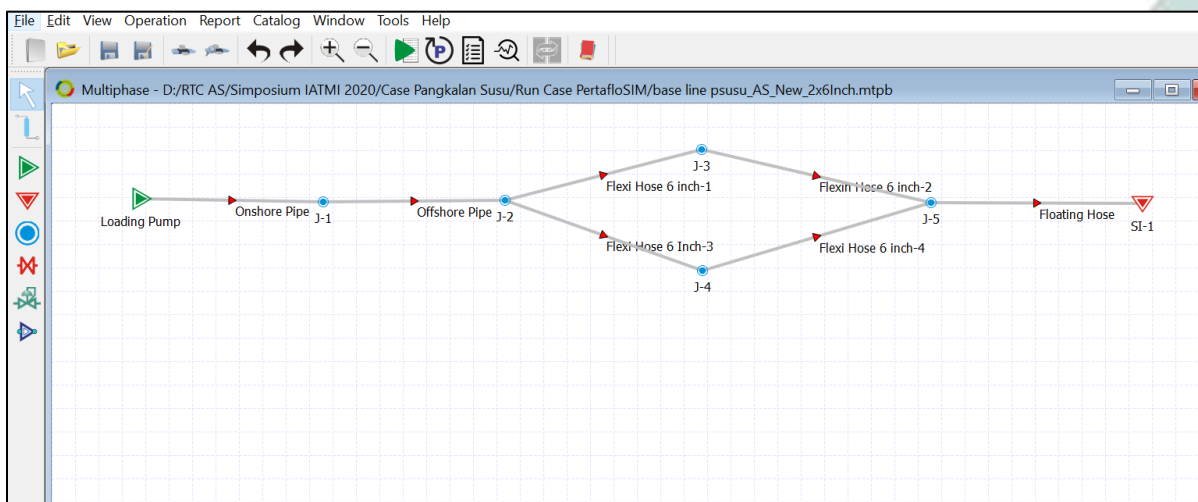 File Edit View Operation Report Catalog Window Tools Help
P
Multiphase - D:/RTC AS/Simposium IATMI 2020/Case Pangkalan Susu/Run Case PertafloSIM/base line psusu_AS_New_2x6Inch.mtpb
Loading Pump
Onshore Pipe
J-1
Offshore Pipe
J-2
Flexi Hose 6 inch-1
J-3
Flexin Hose 6 inch-2
Flexi Hose 6 Inch-3
J-4
Flexi Hose 6 inch-4
J-5
Floating Hose
SI-1